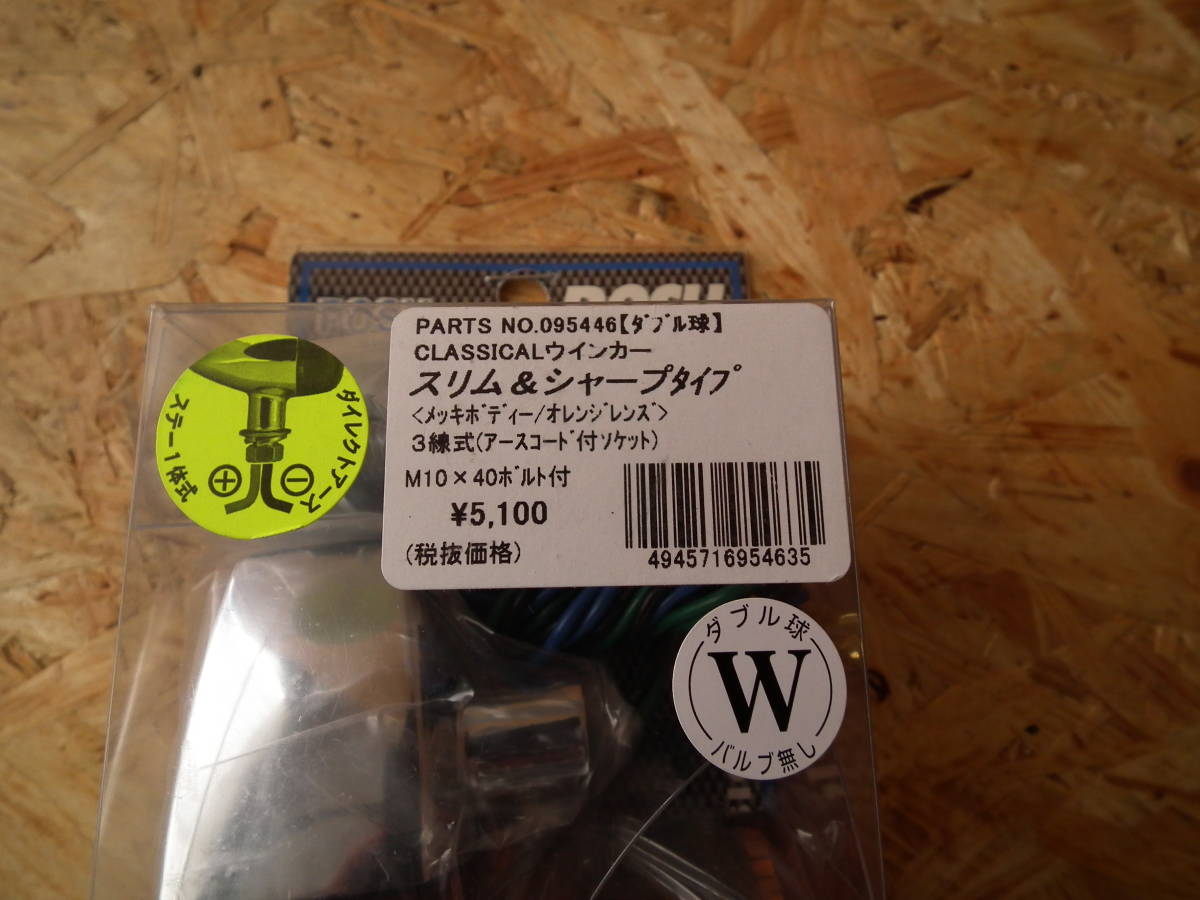 POSH
PARTS NO.095446【ﾀﾞﾌﾞﾙ球】
CLASSICALウインカー
スリム＆シャープﾀｲﾌﾟ
<ﾒｯｷﾎﾞﾃﾞｨｰ/ｵﾚﾝｼﾞﾚﾝｽﾞ>
3線式(ｱｰｽｺｰﾄﾞ付ｿｹｯﾄ)
M10×40ﾎﾞﾙﾄ付
¥5,100
(税抜価格)
4945716954635
ダイレクトアース
ステー1体式
ダブル球
W
バルブ無し